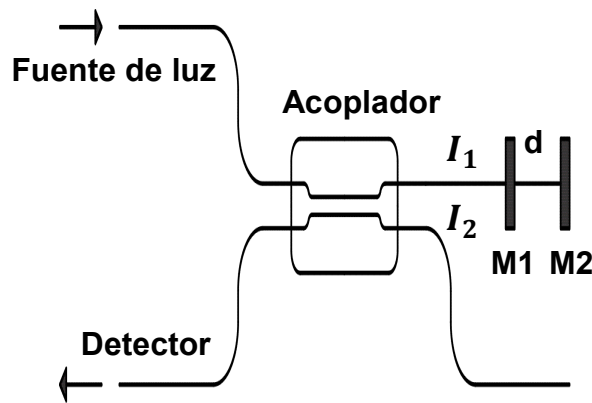 Fuente de luz
Acoplador
I₁
d
I₂
M1 M2
Detector